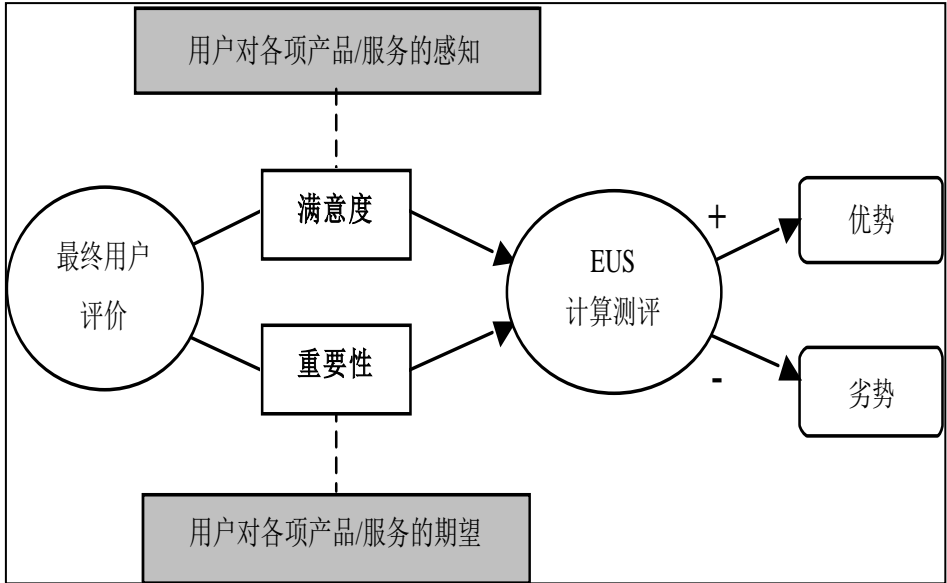 用户对各项产品/服务的感知
满意度
最终用户
评价
EUS
计算测评
+
优势
重要性
-
劣势
用户对各项产品/服务的期望